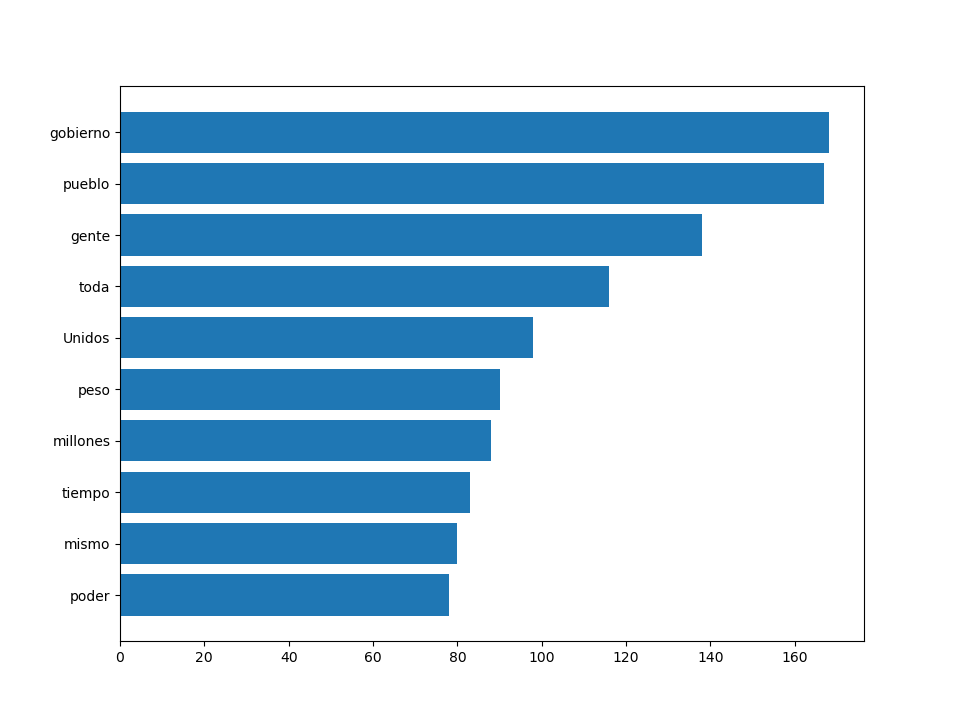 gobierno
pueblo
gente
toda
Unidos
peso
millones
tiempo
mismo
poder
0 20 40 60 80 100 120 140 160